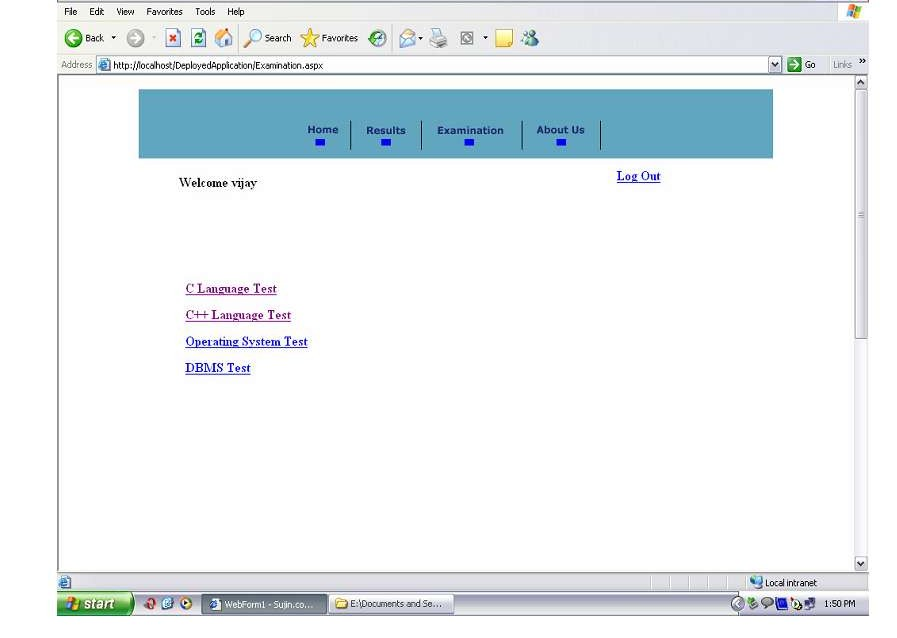 File Edit View Favorites Tools Help
Back Search Favorites
Address http://localhost/DeployedApplication/Examination.aspx Go Links »
Home Results Examination About Us
Welcome vijay Log Out
C Language Test
C++ Language Test
Operating System Test
DBMS Test
Local intranet
start WebForm1 - Sujin.co... E:\Documents and Se... 1:50 PM